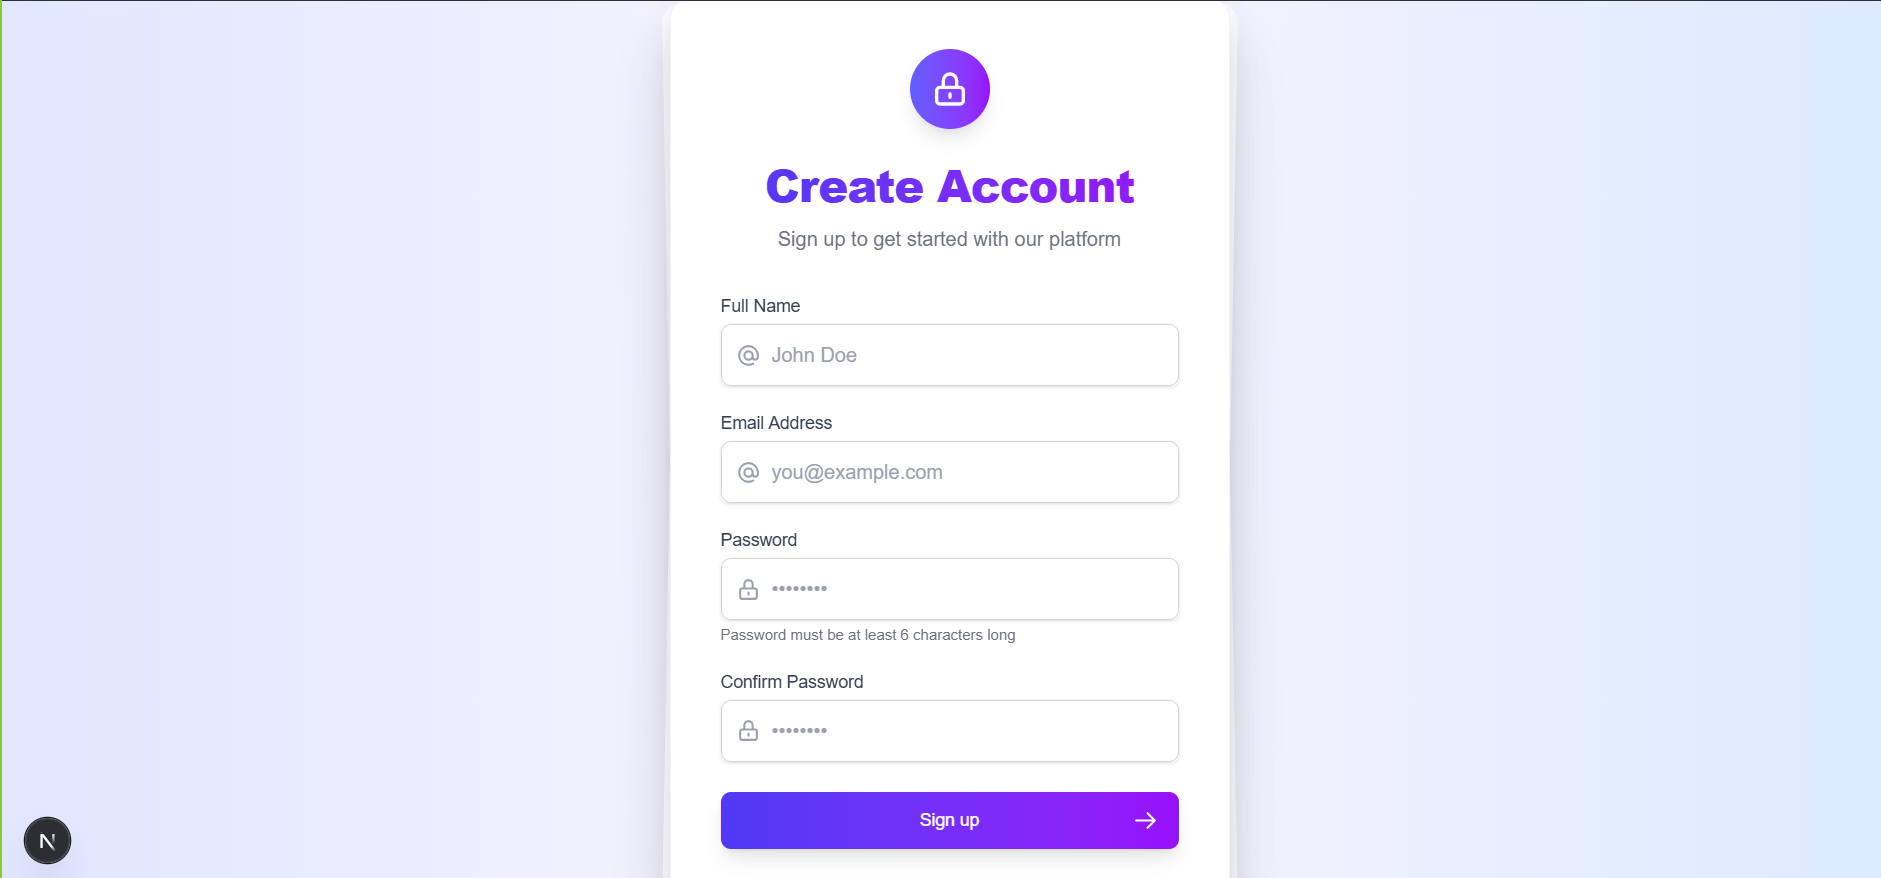 Create Account
Sign up to get started with our platform
Full Name
John Doe
Email Address
you@example.com
Password
••••••••
Password must be at least 6 characters long
Confirm Password
••••••••
Sign up
N